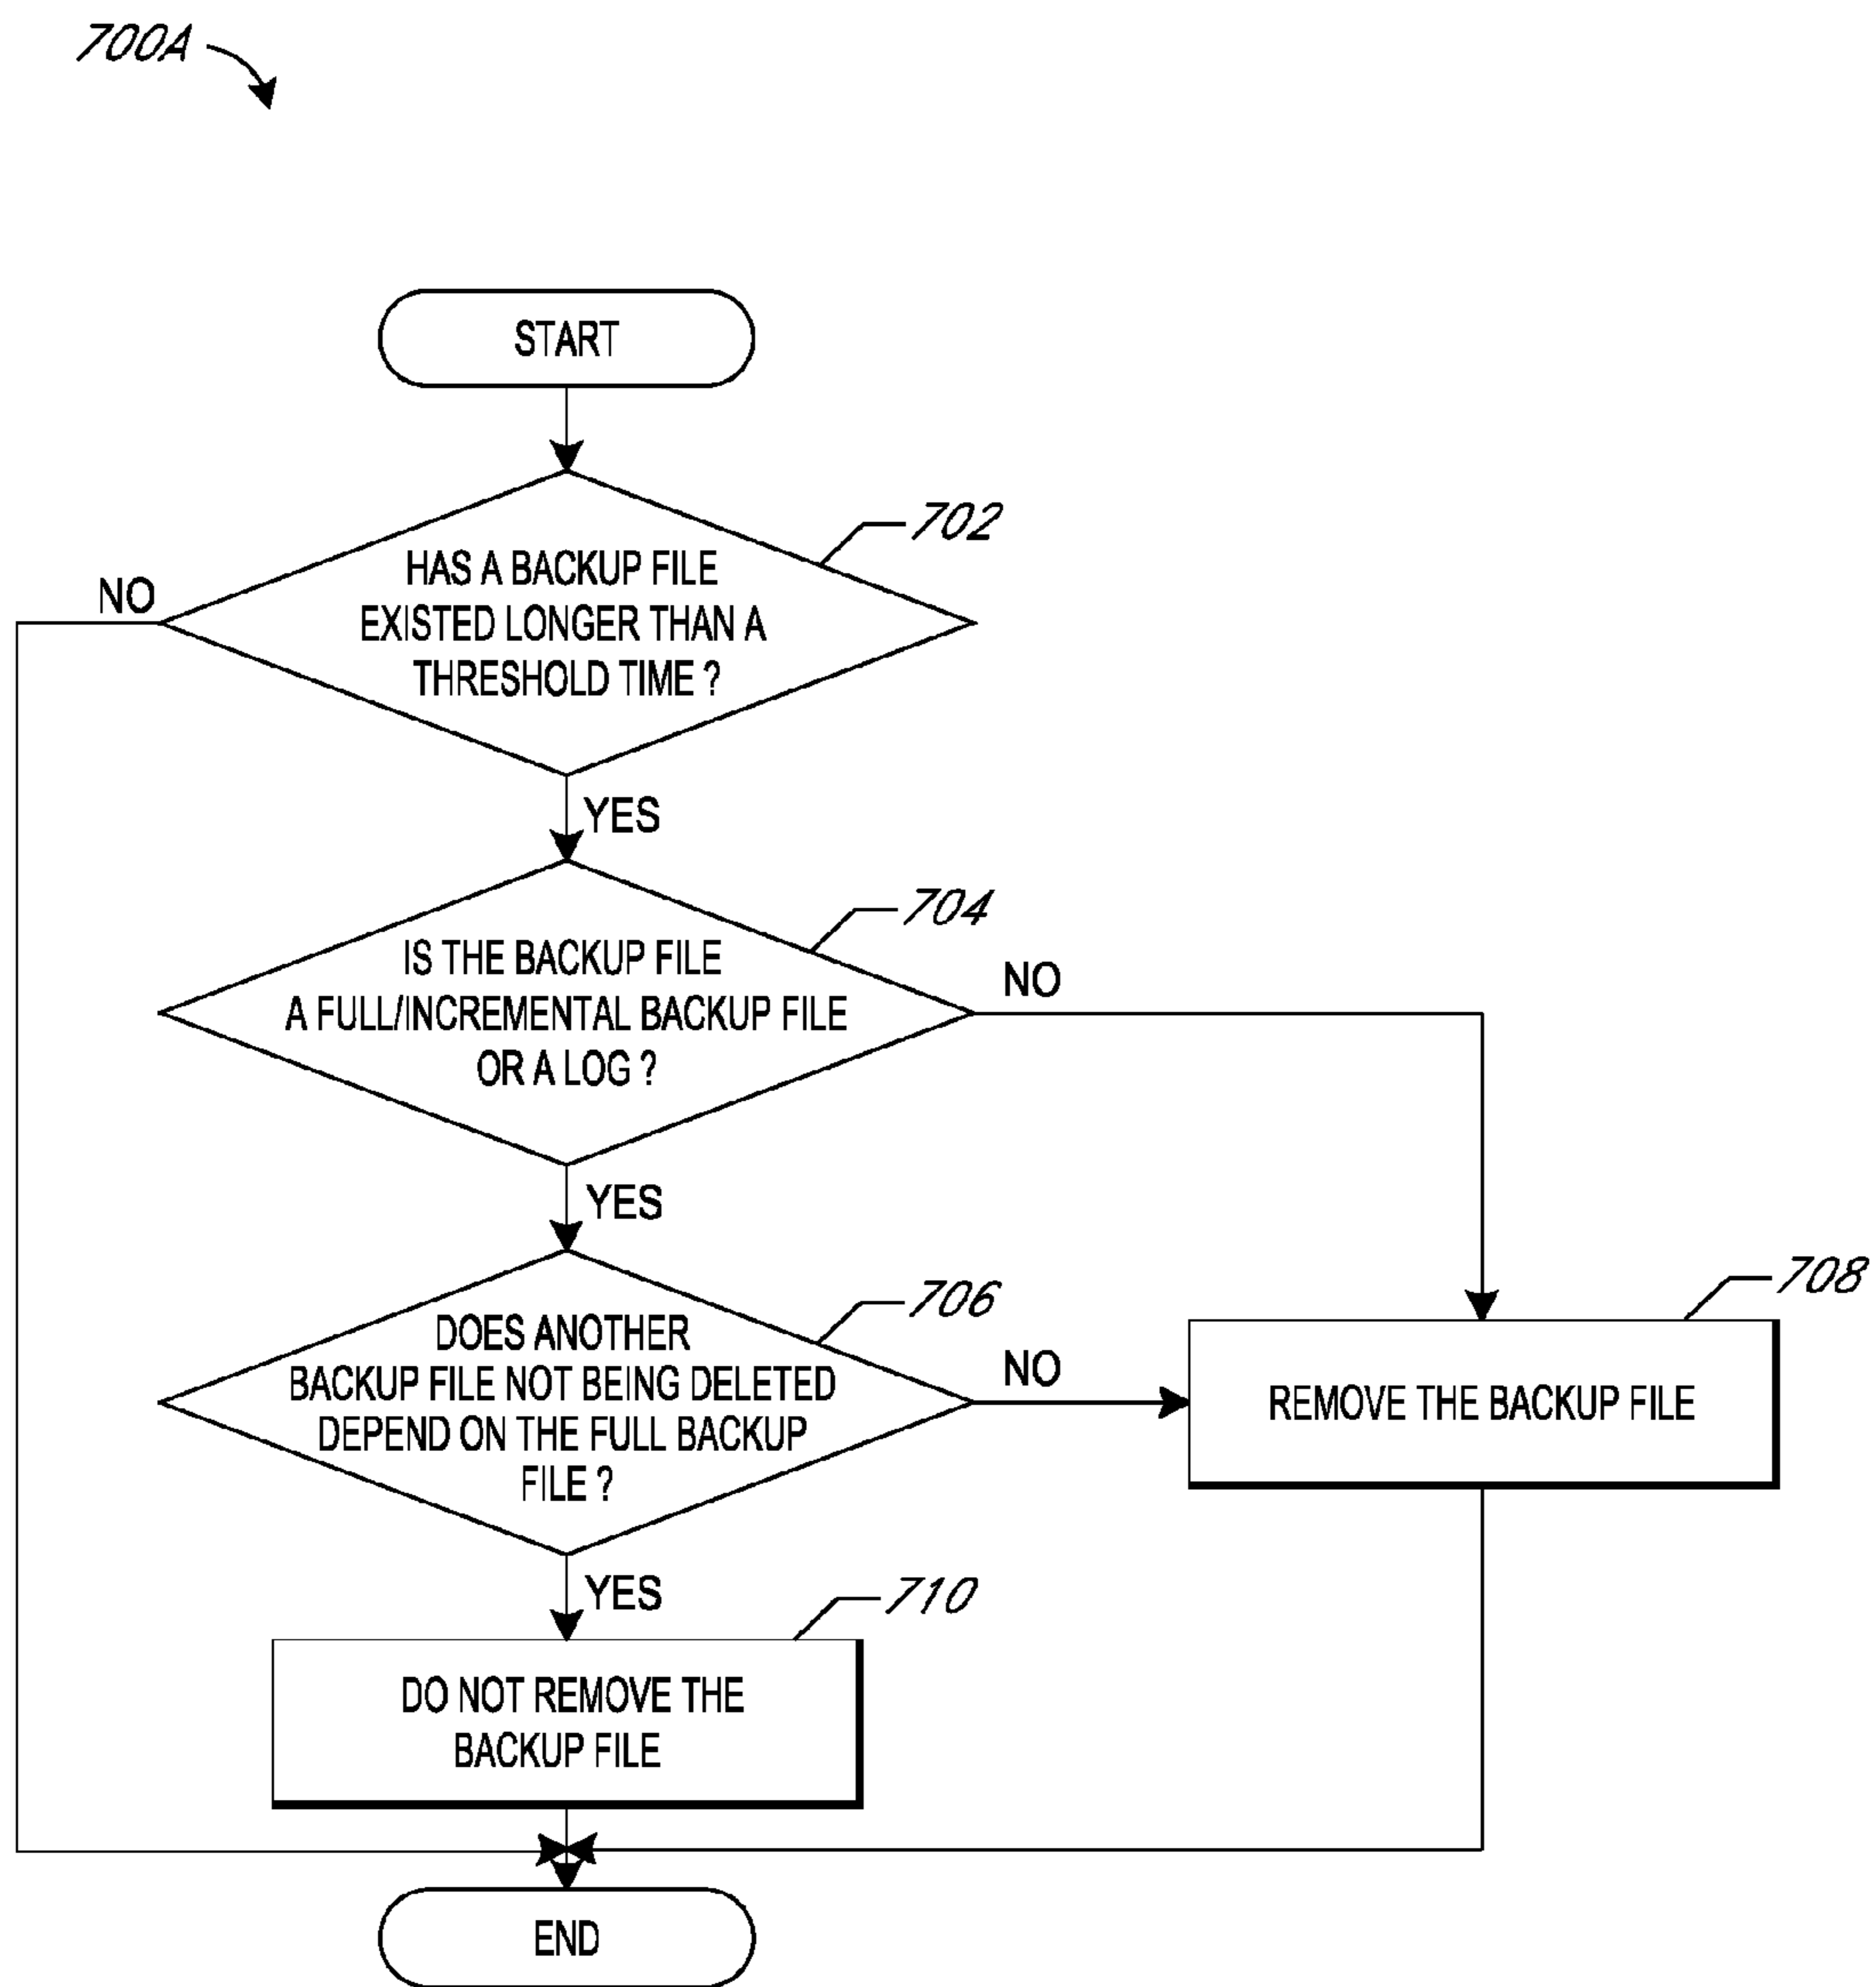 700A
START
702
HAS A BACKUP FILE
EXISTED LONGER THAN A
THRESHOLD TIME ?
NO
YES
704
IS THE BACKUP FILE
A FULL/INCREMENTAL BACKUP FILE
OR A LOG ?
NO
YES
706
DOES ANOTHER
BACKUP FILE NOT BEING DELETED
DEPEND ON THE FULL BACKUP
FILE ?
NO
708
REMOVE THE BACKUP FILE
YES
710
DO NOT REMOVE THE
BACKUP FILE
END